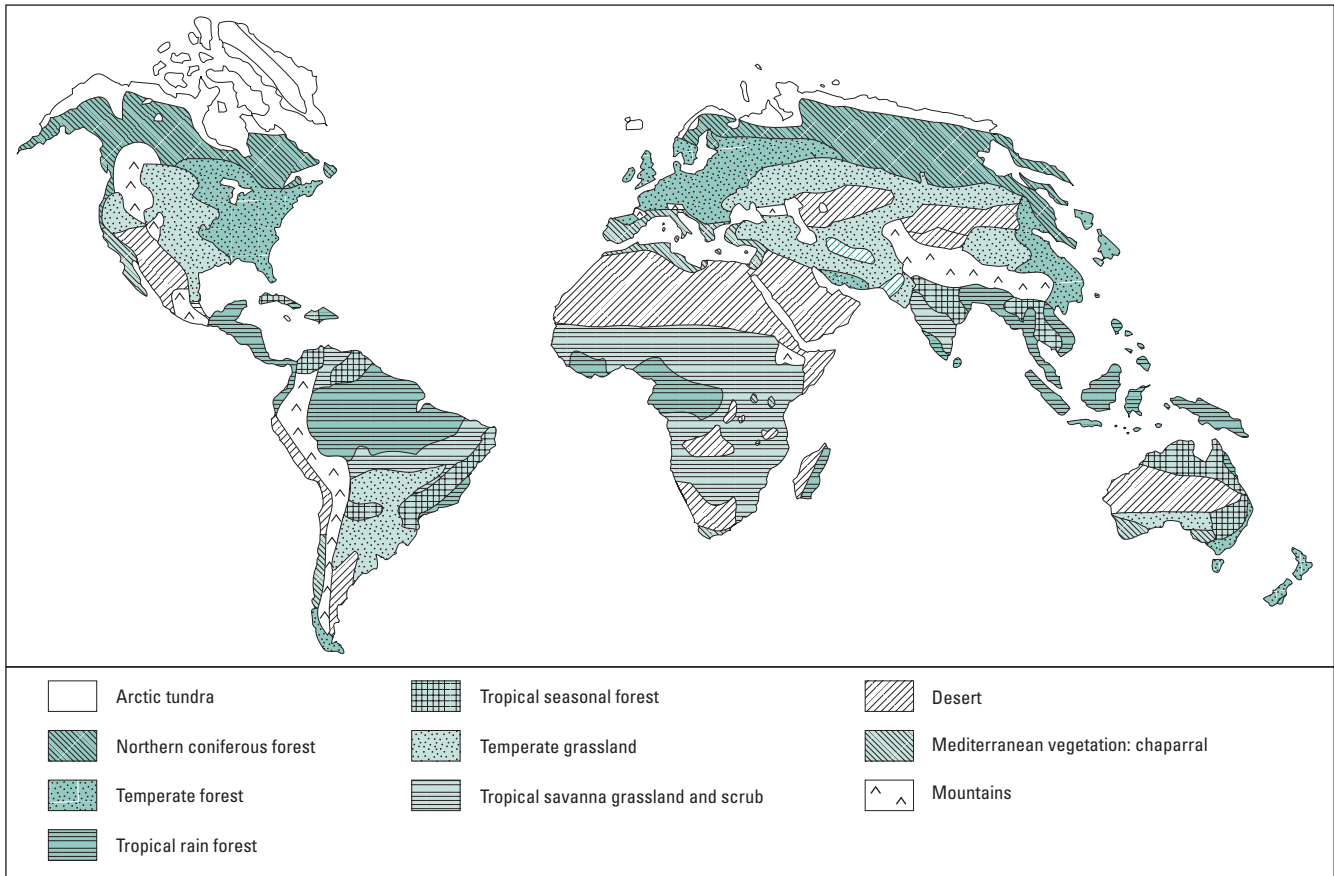 Arctic tundra
Northern coniferous forest
Temperate forest
Tropical rain forest
Tropical seasonal forest
Temperate grassland
Tropical savanna grassland and scrub
Desert
Mediterranean vegetation: chaparral
Mountains